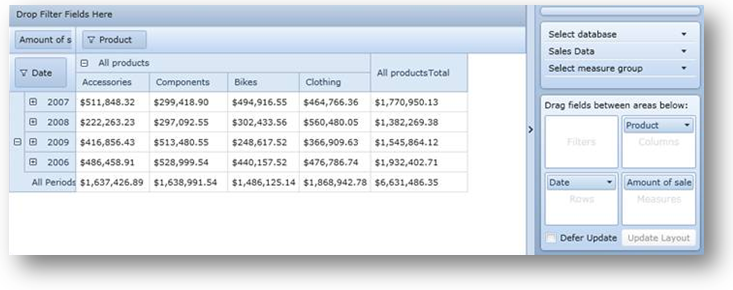 Drop Filter Fields Here
Amount of s Product
Date All products All productsTotal
Accessories Components Bikes Clothing
2007 $511,848.32 $299,418.90 $494,916.55 $464,766.36 $1,770,950.13
2008 $222,263.23 $297,092.55 $302,433.56 $560,480.05 $1,382,269.38
2009 $416,856.43 $513,480.55 $248,617.52 $366,909.63 $1,545,864.12
2006 $486,458.91 $528,999.54 $440,157.52 $476,786.74 $1,932,402.71
All Periods $1,637,426.89 $1,638,991.54 $1,486,125.14 $1,868,942.78 $6,631,486.35
Select database
Sales Data
Select measure group
Drag fields between areas below:
Filters
Product
Columns
Date
Rows
Amount of sale
Measures
Defer Update Update Layout